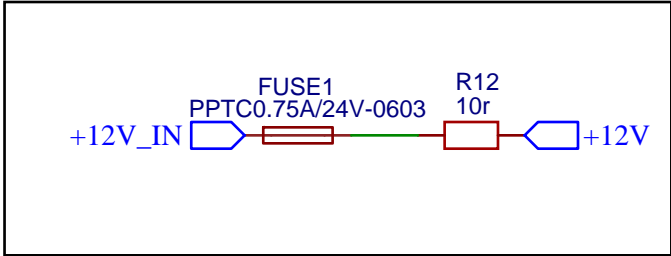 FUSE1
PPTC0.75A/24V-0603
R12
10r
+12V_IN
+12V